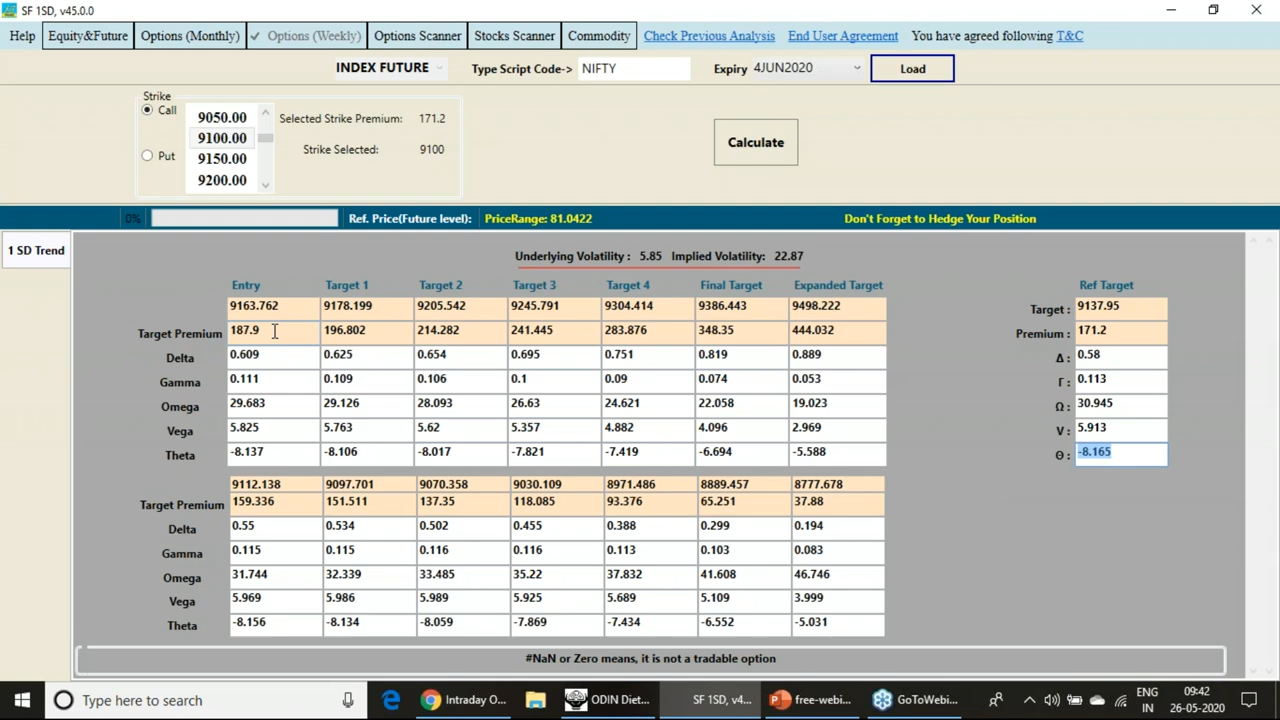 SF 1SD, v45.0.0
Help Equity&Future Options (Monthly) Options (Weekly) Options Scanner Stocks Scanner Commodity Check Previous Analysis End User Agreement You have agreed following T&C
INDEX FUTURE Type Script Code-> NIFTY Expiry 4JUN2020 Load
Strike
Call 9050.00 Selected Strike Premium: 171.2
9100.00 Strike Selected: 9100 Calculate
Put 9150.00
9200.00
0% Ref. Price(Future level): PriceRange: 81.0422 Don't Forget to Hedge Your Position
1 SD Trend
Underlying Volatility : 5.85 Implied Volatility: 22.87
Entry Target 1 Target 2 Target 3 Target 4 Final Target Expanded Target Ref Target
9163.762 9178.199 9205.542 9245.791 9304.414 9386.443 9498.222 Target : 9137.95
Target Premium 187.9 196.802 214.282 241.445 283.876 348.35 444.032 Premium : 171.2
Delta 0.609 0.625 0.654 0.695 0.751 0.819 0.889 Δ : 0.58
Gamma 0.111 0.109 0.106 0.1 0.09 0.074 0.053 Γ : 0.113
Omega 29.683 29.126 28.093 26.63 24.621 22.058 19.023 Ω : 30.945
Vega 5.825 5.763 5.62 5.357 4.882 4.096 2.969 V : 5.913
Theta -8.137 -8.106 -8.017 -7.821 -7.419 -6.694 -5.588 Θ : -8.165
9112.138 9097.701 9070.358 9030.109 8971.486 8889.457 8777.678
Target Premium 159.336 151.511 137.35 118.085 93.376 65.251 37.88
Delta 0.55 0.534 0.502 0.455 0.388 0.299 0.194
Gamma 0.115 0.115 0.116 0.116 0.113 0.103 0.083
Omega 31.744 32.339 33.485 35.22 37.832 41.608 46.746
Vega 5.969 5.986 5.989 5.925 5.689 5.109 3.999
Theta -8.156 -8.134 -8.059 -7.869 -7.434 -6.552 -5.031
#NaN or Zero means, it is not a tradable option
Type here to search Intraday O... ODIN Diet... SF 1SD, v4... free-webi... GoToWebi... ENG 09:42
IN 26-05-2020